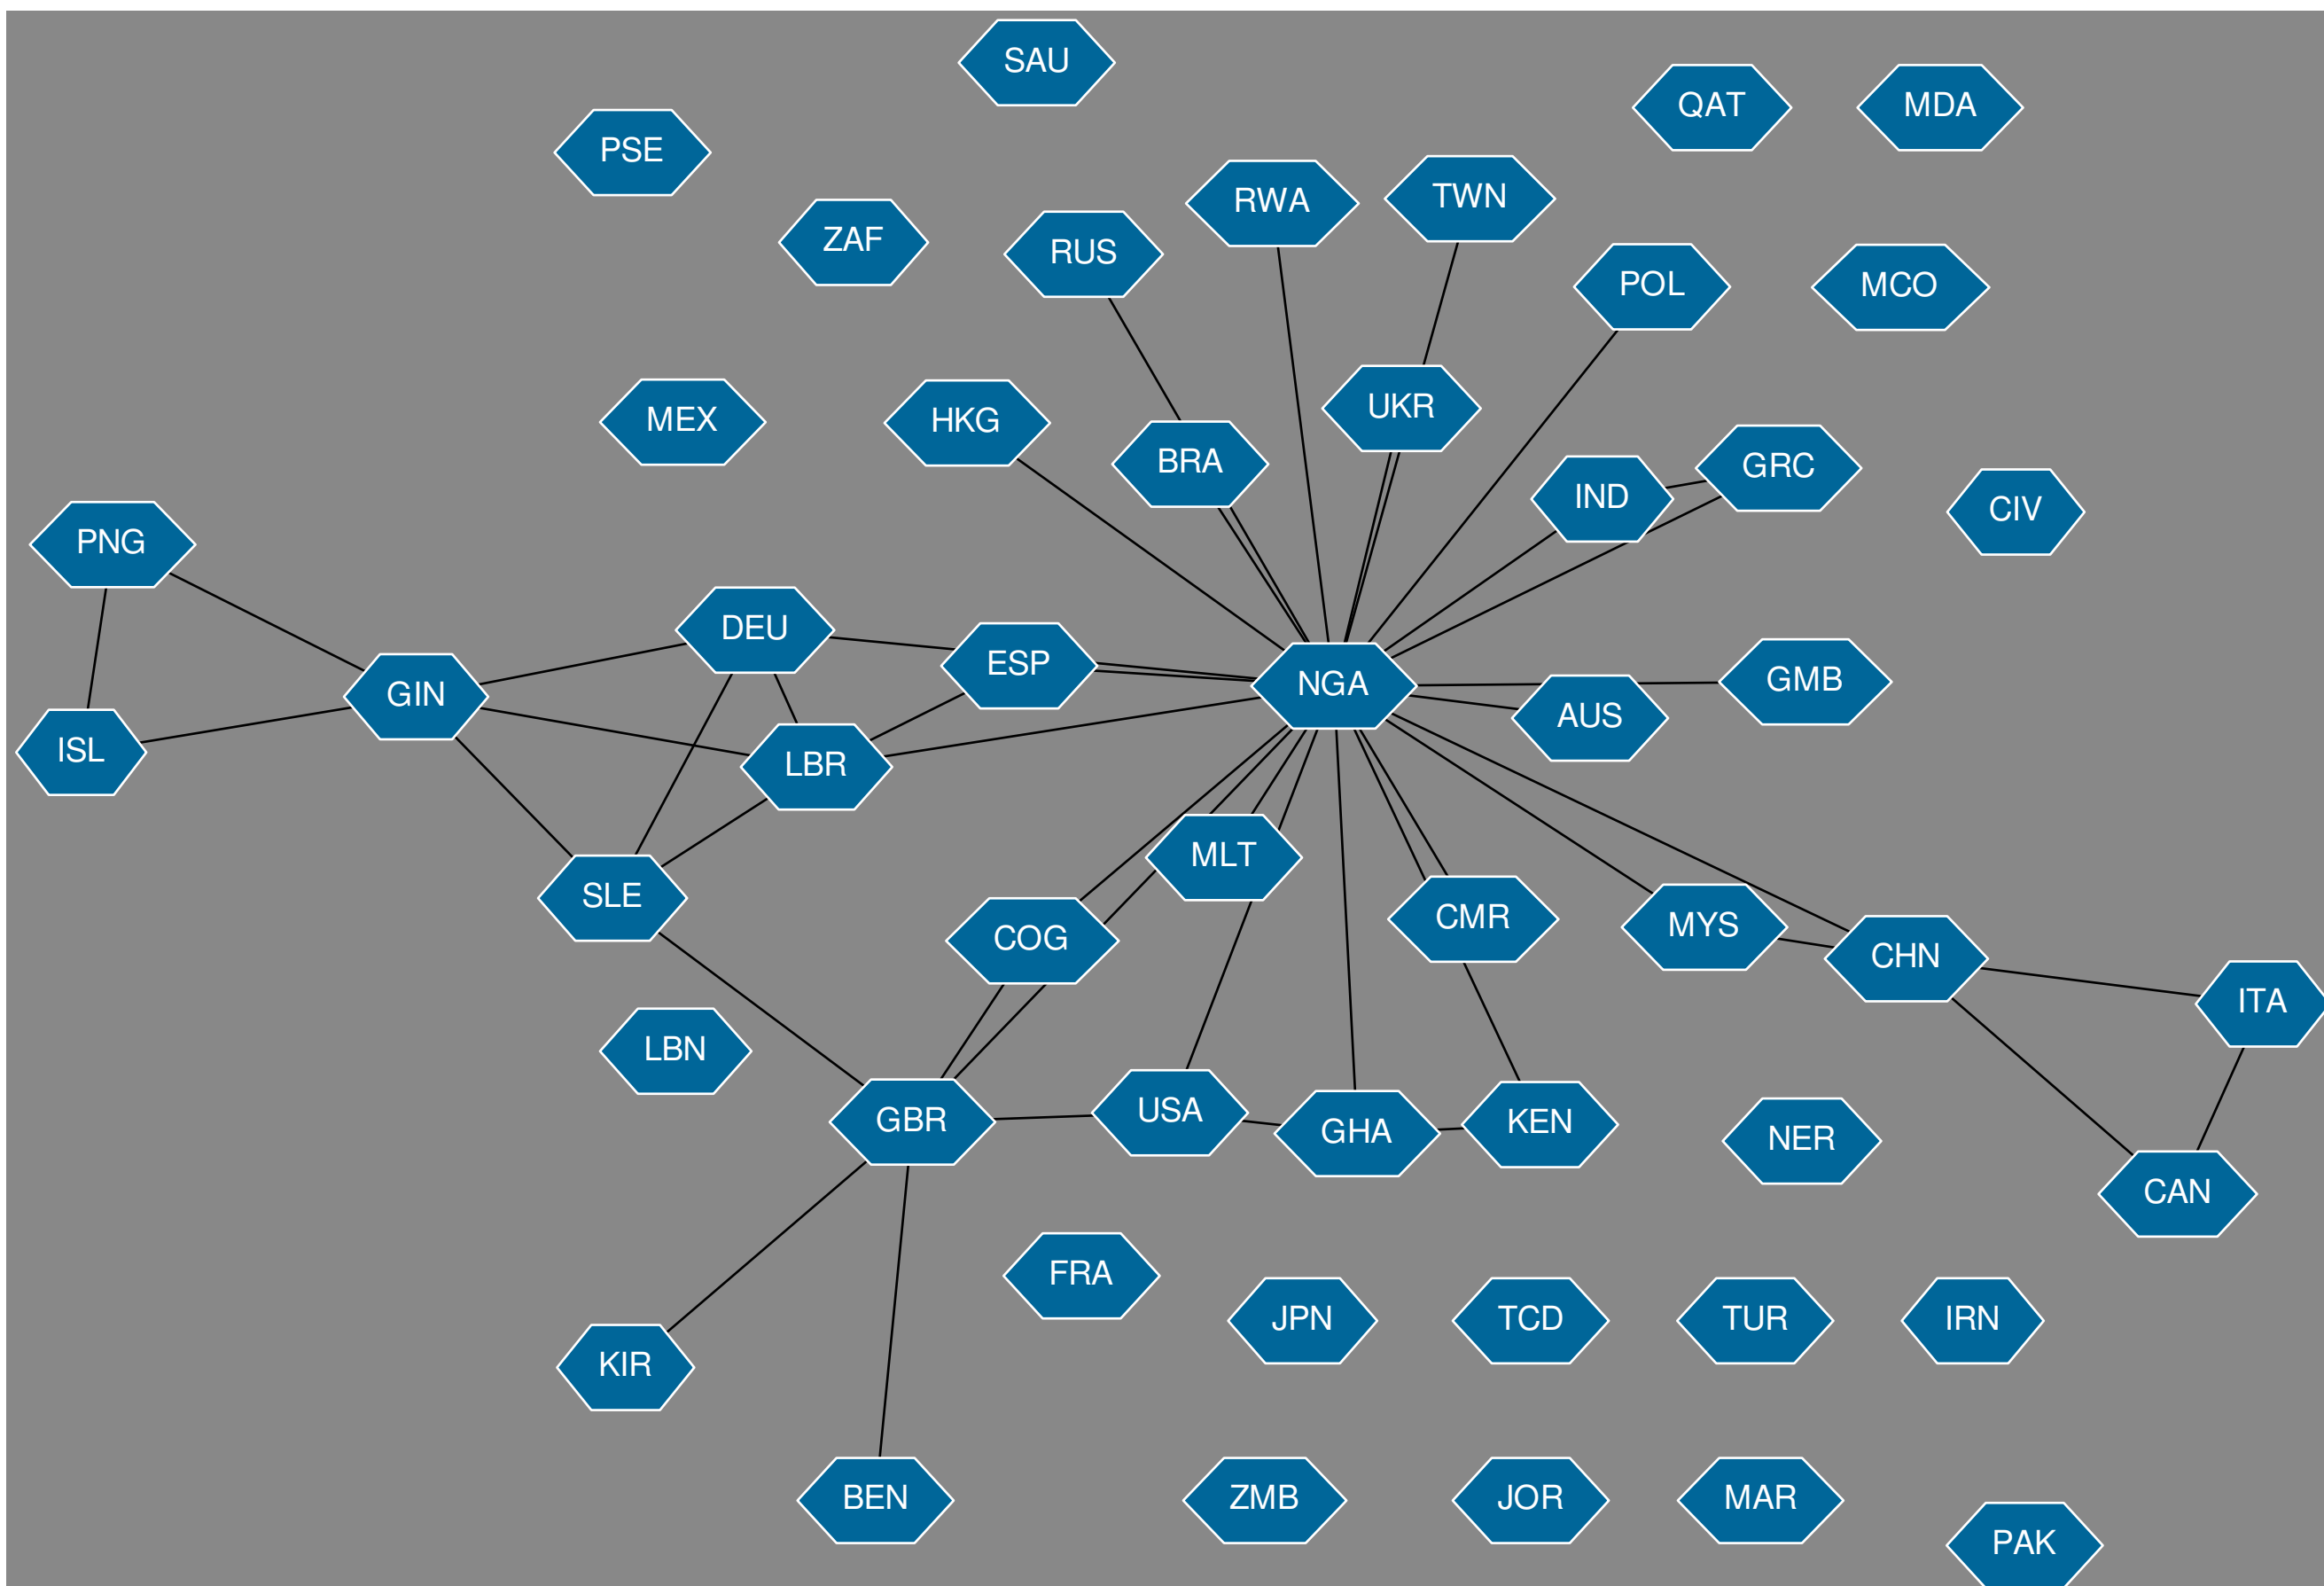 SAU
QAT
MDA
PSE
RWA
TWN
ZAF
RUS
POL
MCO
MEX
HKG
UKR
BRA
GRC
IND
CIV
PNG
DEU
ESP
NGA
GMB
GIN
AUS
ISL
LBR
MLT
SLE
COG
CMR
MYS
CHN
ITA
LBN
GBR
USA
GHA
KEN
NER
CAN
FRA
JPN
TCD
TUR
IRN
KIR
BEN
ZMB
JOR
MAR
PAK